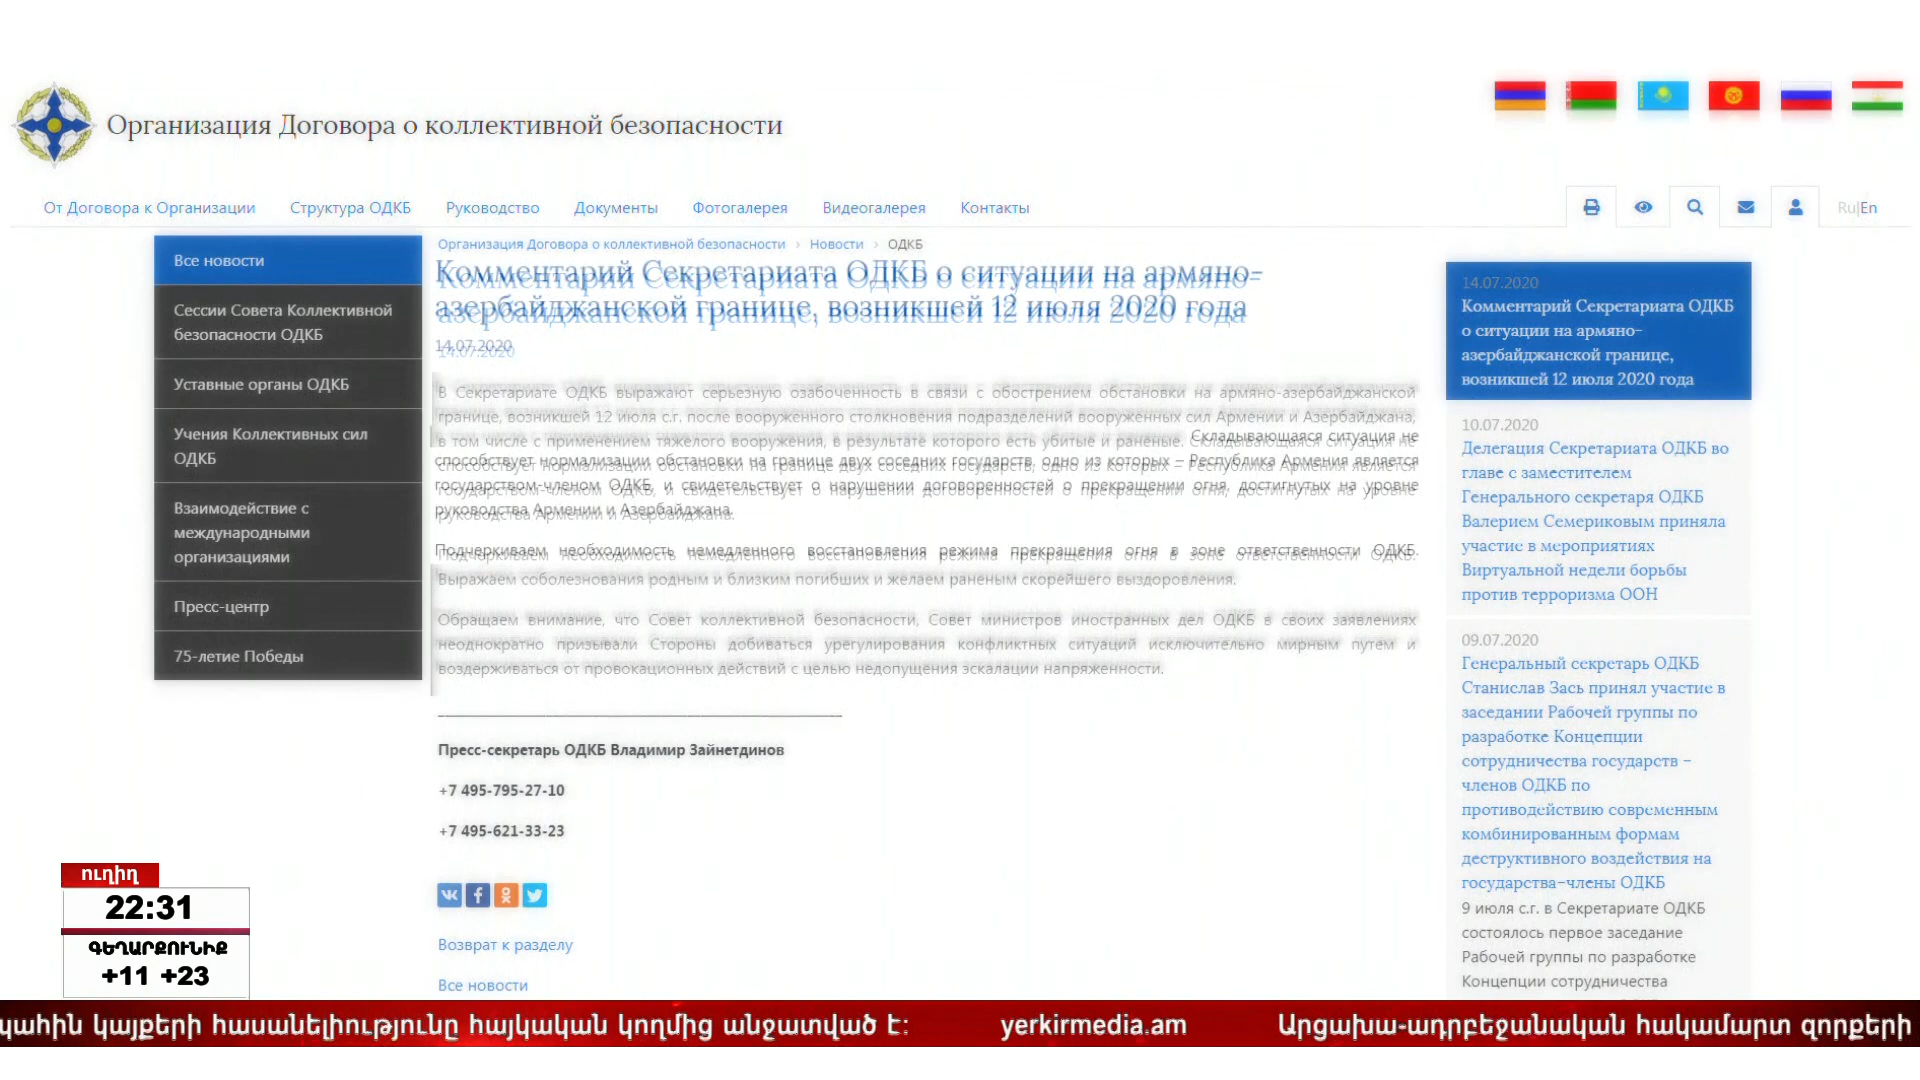 Организация Договора о коллективной безопасности
От Договора к Организации Структура ОДКБ Руководство Документы Фотогалерея Видеогалерея Контакты Ru|En
Все новости
Сессии Совета Коллективной
безопасности ОДКБ
Уставные органы ОДКБ
Учения Коллективных сил
ОДКБ
Взаимодействие с
международными
организациями
Пресс-центр
75-летие Победы
Организация Договора о коллективной безопасности › Новости › ОДКБ
Комментарий Секретариата ОДКБ о ситуации на армяно-
азербайджанской границе, возникшей 12 июля 2020 года
14.07.2020
В Секретариате ОДКБ выражают серьезную озабоченность в связи с обострением обстановки на армяно-азербайджанской
границе, возникшей 12 июля с.г. после вооруженного столкновения подразделений вооружённых сил Армении и Азербайджана,
в том числе с применением тяжелого вооружения, в результате которого есть убитые и раненые. Складывающаяся ситуация не
способствует нормализации обстановки на границе двух соседних государств, одно из которых – Республика Армения является
государством-членом ОДКБ, и свидетельствует о нарушении договоренностей о прекращении огня, достигнутых на уровне
руководства Армении и Азербайджана.
Подчеркиваем необходимость немедленного восстановления режима прекращения огня в зоне ответственности ОДКБ.
Выражаем соболезнования родным и близким погибших и желаем раненым скорейшего выздоровления.
Обращаем внимание, что Совет коллективной безопасности, Совет министров иностранных дел ОДКБ в своих заявлениях
неоднократно призывали Стороны добиваться урегулирования конфликтных ситуаций исключительно мирным путем и
воздерживаться от провокационных действий с целью недопущения эскалации напряженности.
Пресс-секретарь ОДКБ Владимир Зайнетдинов
+7 495-795-27-10
+7 495-621-33-23
Возврат к разделу
Все новости
14.07.2020
Комментарий Секретариата ОДКБ
о ситуации на армяно-
азербайджанской границе,
возникшей 12 июля 2020 года
10.07.2020
Делегация Секретариата ОДКБ во
главе с заместителем
Генерального секретаря ОДКБ
Валерием Семериковым приняла
участие в мероприятиях
Виртуальной недели борьбы
против терроризма ООН
09.07.2020
Генеральный секретарь ОДКБ
Станислав Зась принял участие в
заседании Рабочей группы по
разработке Концепции
сотрудничества государств –
членов ОДКБ по
противодействию современным
комбинированным формам
деструктивного воздействия на
государства–члены ОДКБ
9 июля с.г. в Секретариате ОДКБ
состоялось первое заседание
Рабочей группы по разработке
Концепции сотрудничества
ուղիղ
22:31
ԳԵՂԱՐՔՈՒՆԻՔ
+11 +23
պահին կայքերի հասանելիությունը հայկական կողմից անջատված է: yerkirmedia.am Արցախա-ադրբեջանական հակամարտ զորքերի